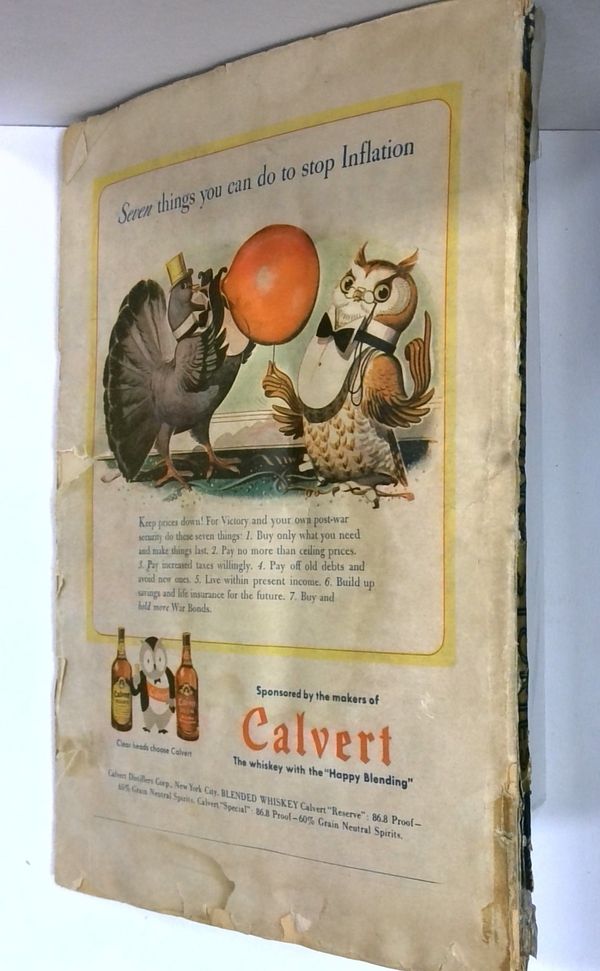 Seven things you can do to stop Inflation
Keep prices down! For Victory and your own post-war
security do these seven things: 1. Buy only what you need
and make things last. 2. Pay no more than ceiling prices.
3. Pay increased taxes willingly. 4. Pay off old debts and
avoid new ones. 5. Live within present income. 6. Build up
savings and life insurance for the future. 7. Buy and
hold more War Bonds.
Clear heads choose Calvert
Sponsored by the makers of
Calvert
The whiskey with the "Happy Blending"
Calvert Distillers Corp., New York City. BLENDED WHISKEY Calvert "Reserve": 86.8 Proof—
65% Grain Neutral Spirits. Calvert "Special": 86.8 Proof—60% Grain Neutral Spirits.